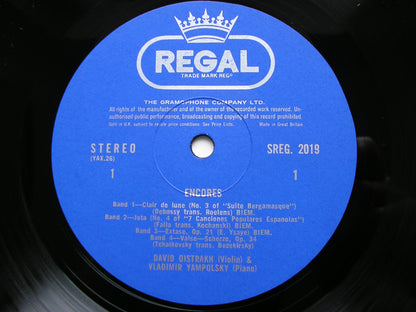 REGAL
TRADE MARK REGD
THE GRAMOPHONE COMPANY LTD.
All rights of the manufacturer and of the owner of the recorded work reserved. Un-
authorised public performance, broadcasting and copying of this record prohibited.
Sold in U.K. subject to resale price conditions. See Price Lists. Made in Great Britain
STEREO SREG. 2019
(YAX.26)
1 1
ENCORES
Band 1—Clair de lune (No. 3 of "Suite Bergamasque")
(Debussy trans. Roelens) BIEM.
Band 2—Jota (No. 4 of "7 Canciones Populares Espanolas")
(Falla trans. Kochanski) BIEM.
Band 3—Extase, Op. 21 (E. Ysaye) BIEM.
Band 4—Valse—Scherzo, Op. 34
(Tchaikovsky trans. Bezekirsky)
DAVID OISTRAKH (Violin) &
VLADIMIR YAMPOLSKY (Piano)